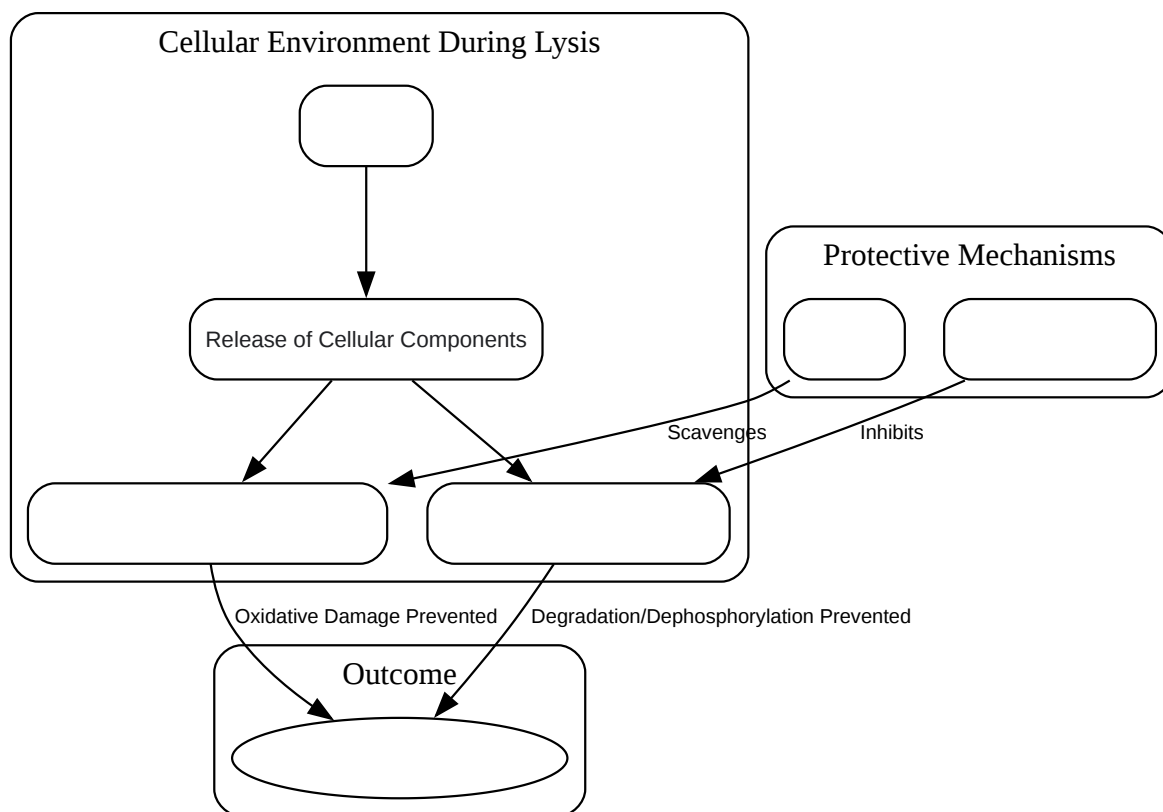 Cellular Environment During Lysis
Protective Mechanisms
Release of Cellular Components
Scavenges
Inhibits
Oxidative Damage Prevented
Degradation/Dephosphorylation Prevented
Outcome